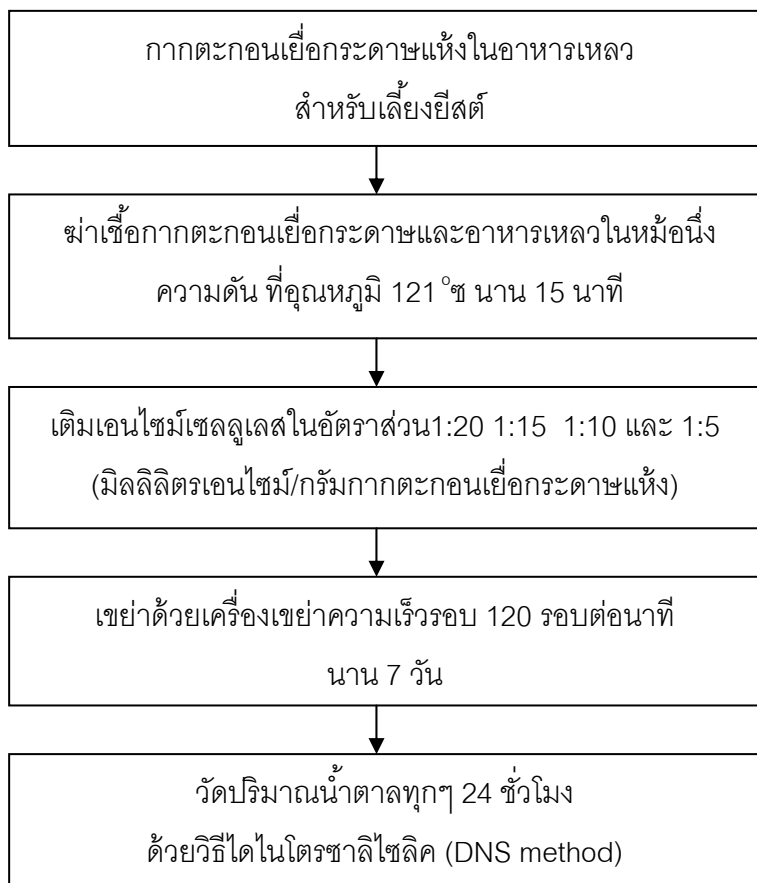 กากตะกอนเยื่อกระดาษแห้งในอาหารเหลว
สำหรับเลี้ยงยีสต์
ฆ่าเชื้อกากตะกอนเยื่อกระดาษและอาหารเหลวในหม้อนึ่ง
ความดัน ที่อุณหภูมิ 121 °ซ นาน 15 นาที
เติมเอนไซม์เซลลูเลสในอัตราส่วน1:20 1:15 1:10 และ 1:5
(มิลลิลิตรเอนไซม์/กรัมกากตะกอนเยื่อกระดาษแห้ง)
เขย่าด้วยเครื่องเขย่าความเร็วรอบ 120 รอบต่อนาที
นาน 7 วัน
วัดปริมาณน้ำตาลทุกๆ 24 ชั่วโมง
ด้วยวิธีไดไนโตรซาลิไซลิค (DNS method)